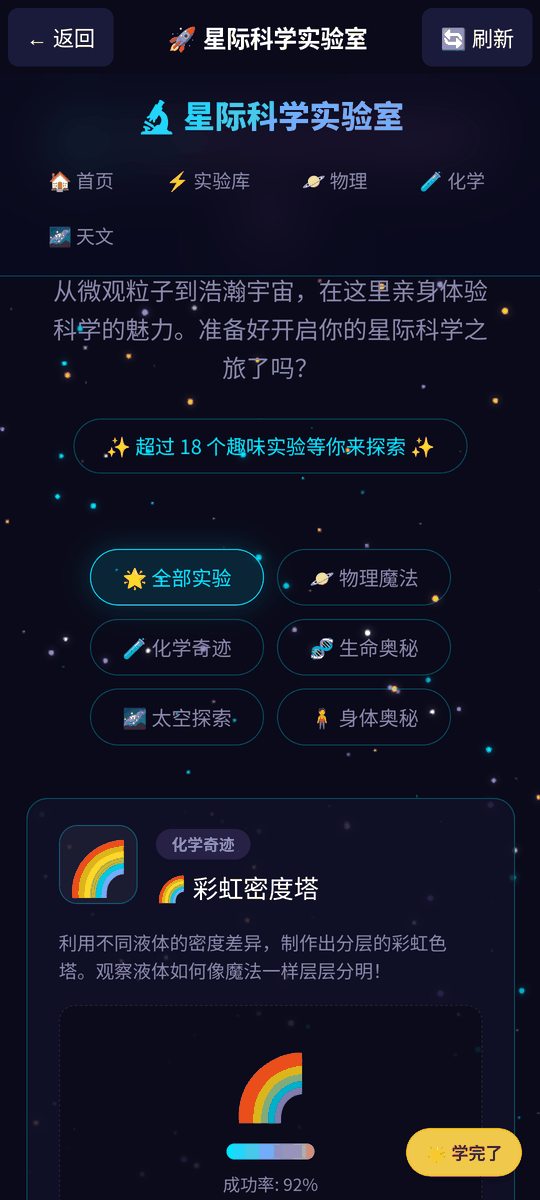 ← 返回
🚀 星际科学实验室
🔄 刷新
🔬 星际科学实验室
🏠 首页
⚡ 实验库
🪐 物理
🧪 化学
🌌 天文
从微观粒子到浩瀚宇宙，在这里亲身体验
科学的魅力。准备好开启你的星际科学之
旅了吗？
✨ 超过 18 个趣味实验等你来探索 ✨
🌟 全部实验
🪐 物理魔法
🧪 化学奇迹
🧬 生命奥秘
🌌 太空探索
🧍 身体奥秘
化学奇迹
🌈 彩虹密度塔
利用不同液体的密度差异，制作出分层的彩虹色
塔。观察液体如何像魔法一样层层分明！
成功率: 92%
🌟 学完了